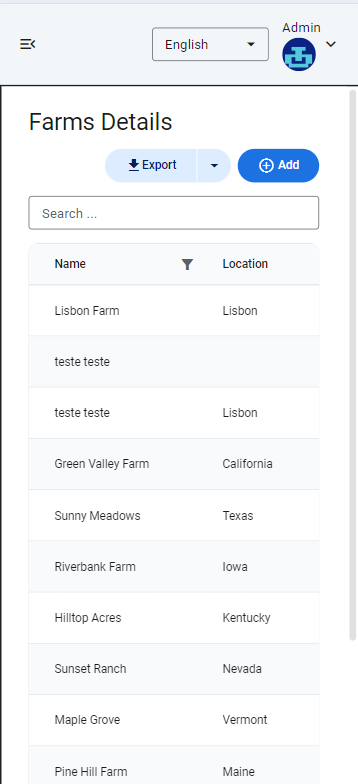 Admin
English
Farms Details
Export
Add
Search ...
Name Location
Lisbon Farm Lisbon
teste teste
teste teste Lisbon
Green Valley Farm California
Sunny Meadows Texas
Riverbank Farm Iowa
Hilltop Acres Kentucky
Sunset Ranch Nevada
Maple Grove Vermont
Pine Hill Farm Maine